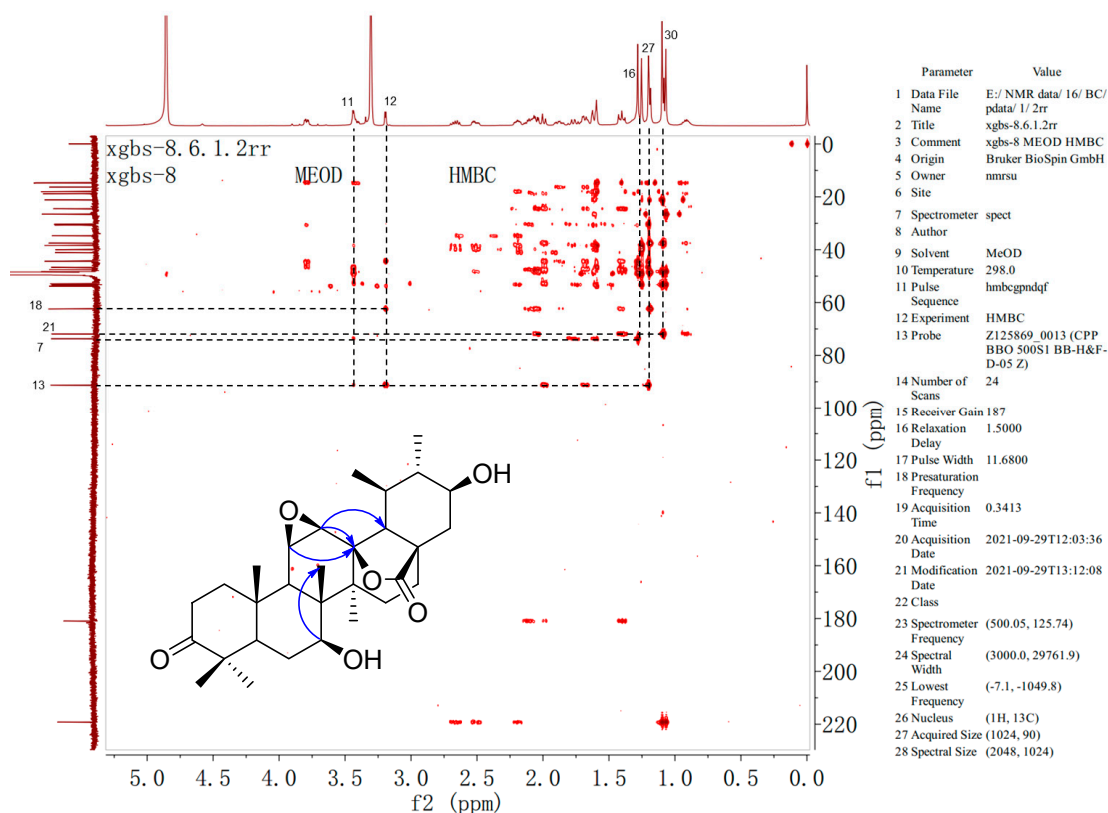 16
27
30
11
12
xgbs-8.6.1.2rr
xgbs-8
MEOD
HMBC
18
21
7
13
OH
O
O
O
O
OH
0
20
40
60
80
100
120
140
160
180
200
220
f1 (ppm)
5.0 4.5 4.0 3.5 3.0 2.5 2.0 1.5 1.0 0.5 0.0
f2 (ppm)
Parameter Value
1 Data File E:/ NMR data/ 16/ BC/
Name pdata/ 1/ 2rr
2 Title xgbs-8.6.1.2rr
3 Comment xgbs-8 MEOD HMBC
4 Origin Bruker BioSpin GmbH
5 Owner nmrsu
6 Site
7 Spectrometer spect
8 Author
9 Solvent MeOD
10 Temperature 298.0
11 Pulse hmbcgpndqf
Sequence
12 Experiment HMBC
13 Probe Z125869_0013 (CPP
BBO 500S1 BB-H&F-
D-05 Z)
14 Number of 24
Scans
15 Receiver Gain 187
16 Relaxation 1.5000
Delay
17 Pulse Width 11.6800
18 Presaturation
Frequency
19 Acquisition 0.3413
Time
20 Acquisition 2021-09-29T12:03:36
Date
21 Modification 2021-09-29T13:12:08
Date
22 Class
23 Spectrometer (500.05, 125.74)
Frequency
24 Spectral (3000.0, 29761.9)
Width
25 Lowest (-7.1, -1049.8)
Frequency
26 Nucleus (1H, 13C)
27 Acquired Size (1024, 90)
28 Spectral Size (2048, 1024)